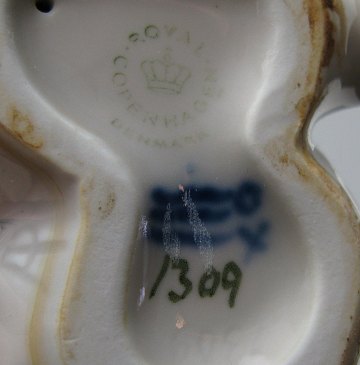 ROYAL
COPENHAGEN
DENMARK
1309